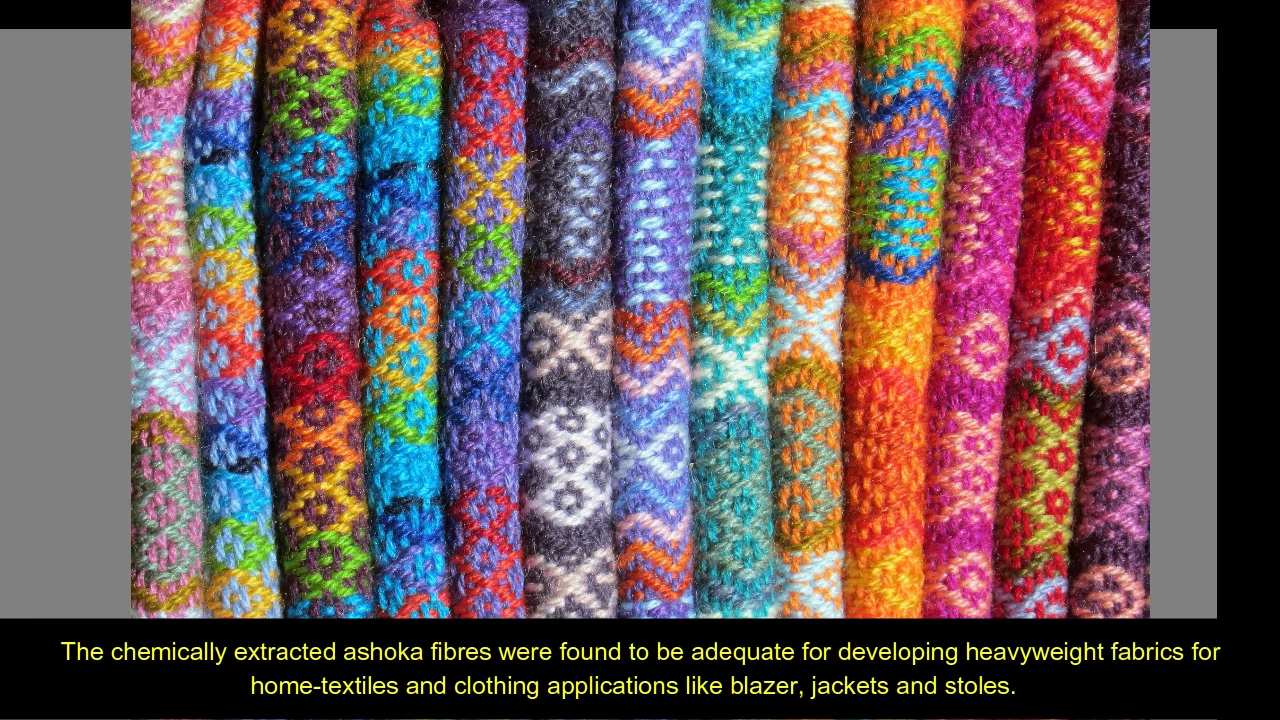 The chemically extracted ashoka fibres were found to be adequate for developing heavyweight fabrics for
home-textiles and clothing applications like blazer, jackets and stoles.